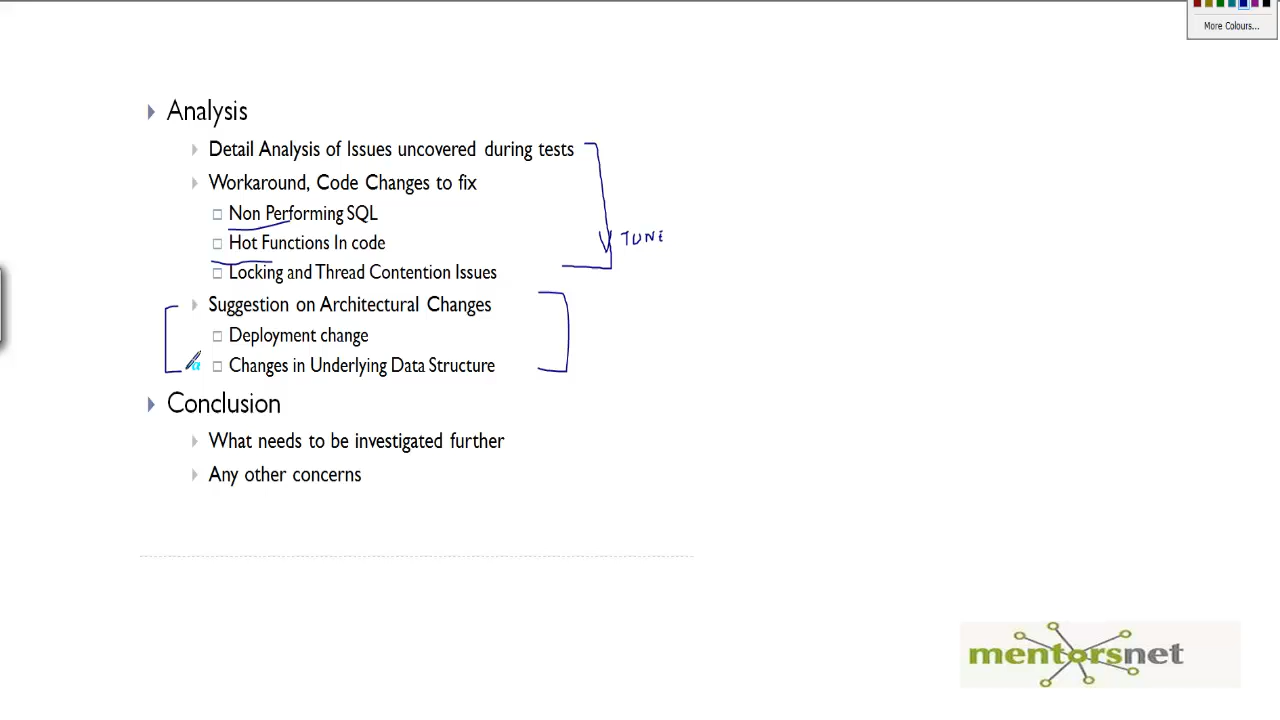 More Colours...
Analysis
Detail Analysis of Issues uncovered during tests
Workaround, Code Changes to fix
Non Performing SQL
Hot Functions In code
TUNE
Locking and Thread Contention Issues
Suggestion on Architectural Changes
Deployment change
Changes in Underlying Data Structure
Conclusion
What needs to be investigated further
Any other concerns
mentorsnet